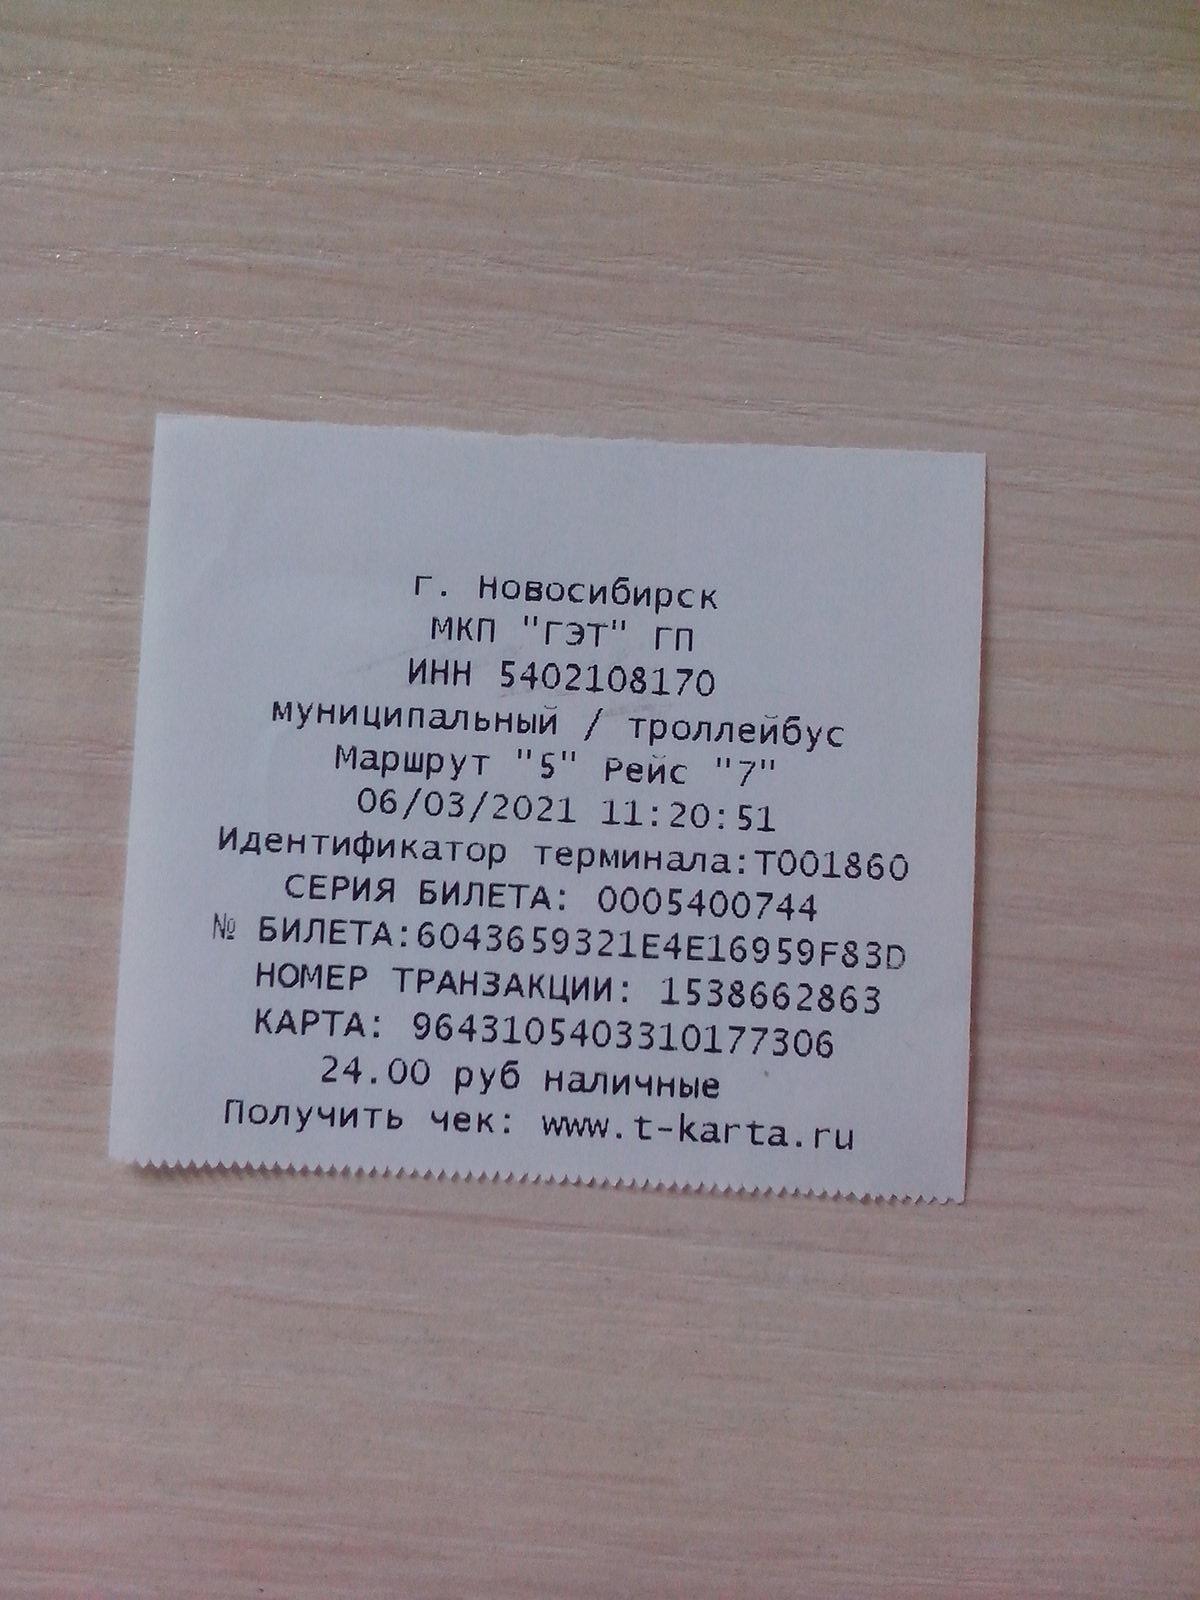 г. Новосибирск
МКП "ГЭТ" ГП
ИНН 5402108170
муниципальный / троллейбус
Маршрут "5" Рейс "7"
06/03/2021 11:20:51
Идентификатор терминала:T001860
СЕРИЯ БИЛЕТА: 0005400744
№ БИЛЕТА:6043659321E4E16959F83D
НОМЕР ТРАНЗАКЦИИ: 1538662863
КАРТА: 9643105403310177306
24.00 руб наличные
Получить чек: www.t-karta.ru